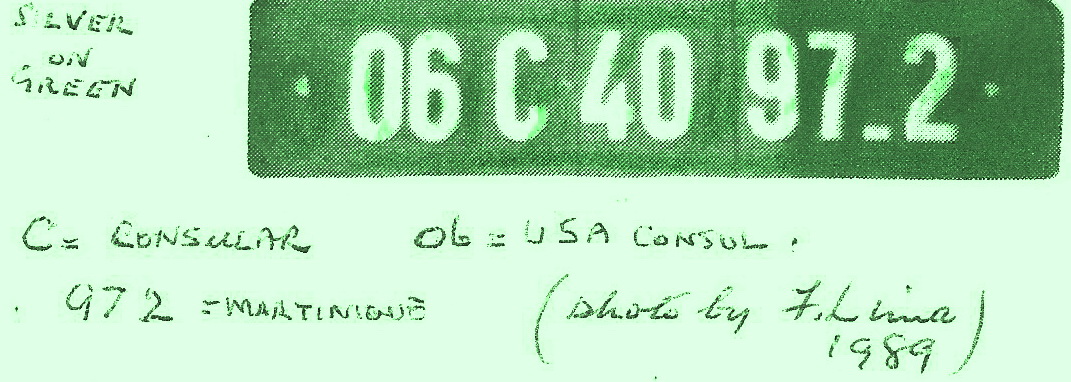 SILVER
ON
GREEN
06 C 40 97.2
C = CONSULAR 06 = USA CONSUL.
972 = MARTINIQUE (photo by F. Lima)
1989